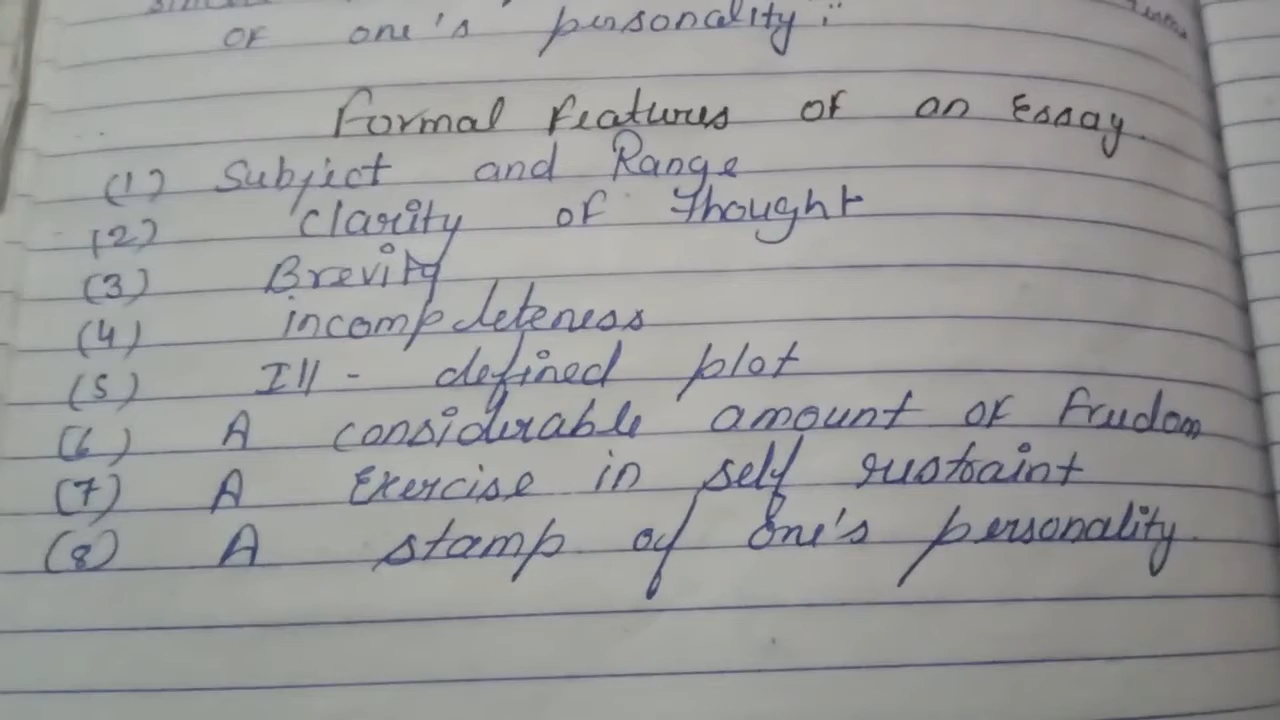 of one's personality."
Formal features of an Essay.
(1) Subject and Range
(2) Clarity of Thought
(3) Brevity
(4) incompleteness
(5) Ill - defined plot
(6) A considerable amount of freedom
(7) A Exercise in self restraint
(8) A stamp of one's personality.